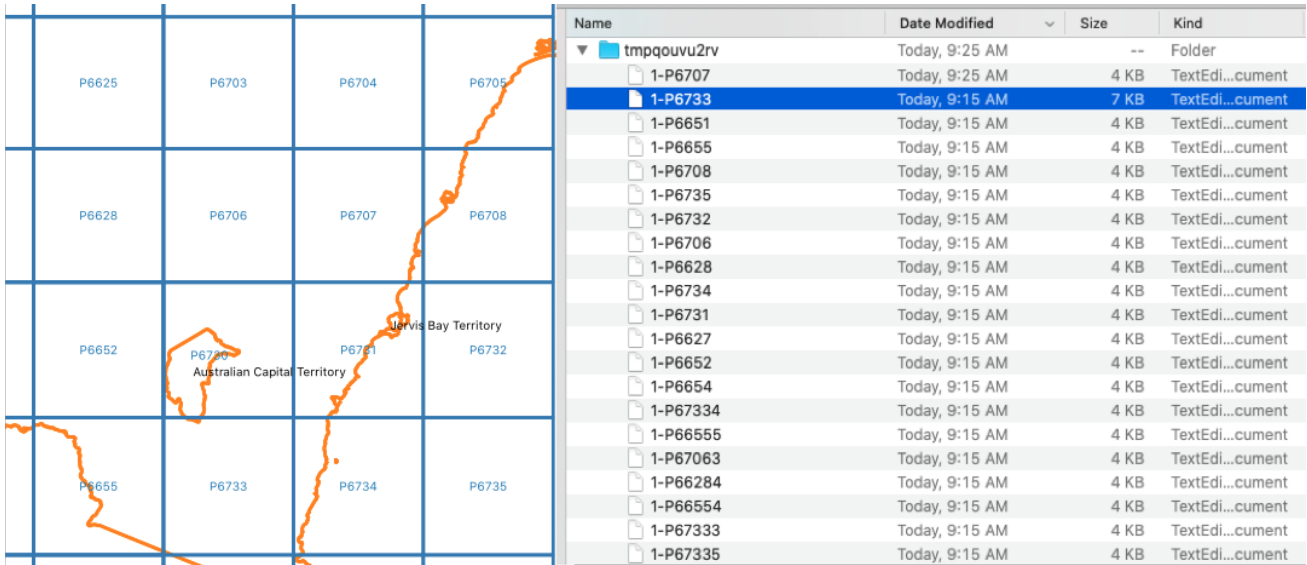 P6625 P6703 P6704 P6705
P6628 P6706 P6707 P6708
Jervis Bay Territory
P6652 P6730 P6731 P6732
Australian Capital Territory
P6655 P6733 P6734 P6735
Name Date Modified Size Kind
tmpqouvu2rv Today, 9:25 AM -- Folder
1-P6707 Today, 9:25 AM 4 KB TextEdi...cument
1-P6733 Today, 9:15 AM 7 KB TextEdi...cument
1-P6651 Today, 9:15 AM 4 KB TextEdi...cument
1-P6655 Today, 9:15 AM 4 KB TextEdi...cument
1-P6708 Today, 9:15 AM 4 KB TextEdi...cument
1-P6735 Today, 9:15 AM 4 KB TextEdi...cument
1-P6732 Today, 9:15 AM 4 KB TextEdi...cument
1-P6706 Today, 9:15 AM 4 KB TextEdi...cument
1-P6628 Today, 9:15 AM 4 KB TextEdi...cument
1-P6734 Today, 9:15 AM 4 KB TextEdi...cument
1-P6731 Today, 9:15 AM 4 KB TextEdi...cument
1-P6627 Today, 9:15 AM 4 KB TextEdi...cument
1-P6652 Today, 9:15 AM 4 KB TextEdi...cument
1-P6654 Today, 9:15 AM 4 KB TextEdi...cument
1-P67334 Today, 9:15 AM 4 KB TextEdi...cument
1-P66555 Today, 9:15 AM 4 KB TextEdi...cument
1-P67063 Today, 9:15 AM 4 KB TextEdi...cument
1-P66284 Today, 9:15 AM 4 KB TextEdi...cument
1-P66554 Today, 9:15 AM 4 KB TextEdi...cument
1-P67333 Today, 9:15 AM 4 KB TextEdi...cument
1-P67335 Today, 9:15 AM 4 KB TextEdi...cument